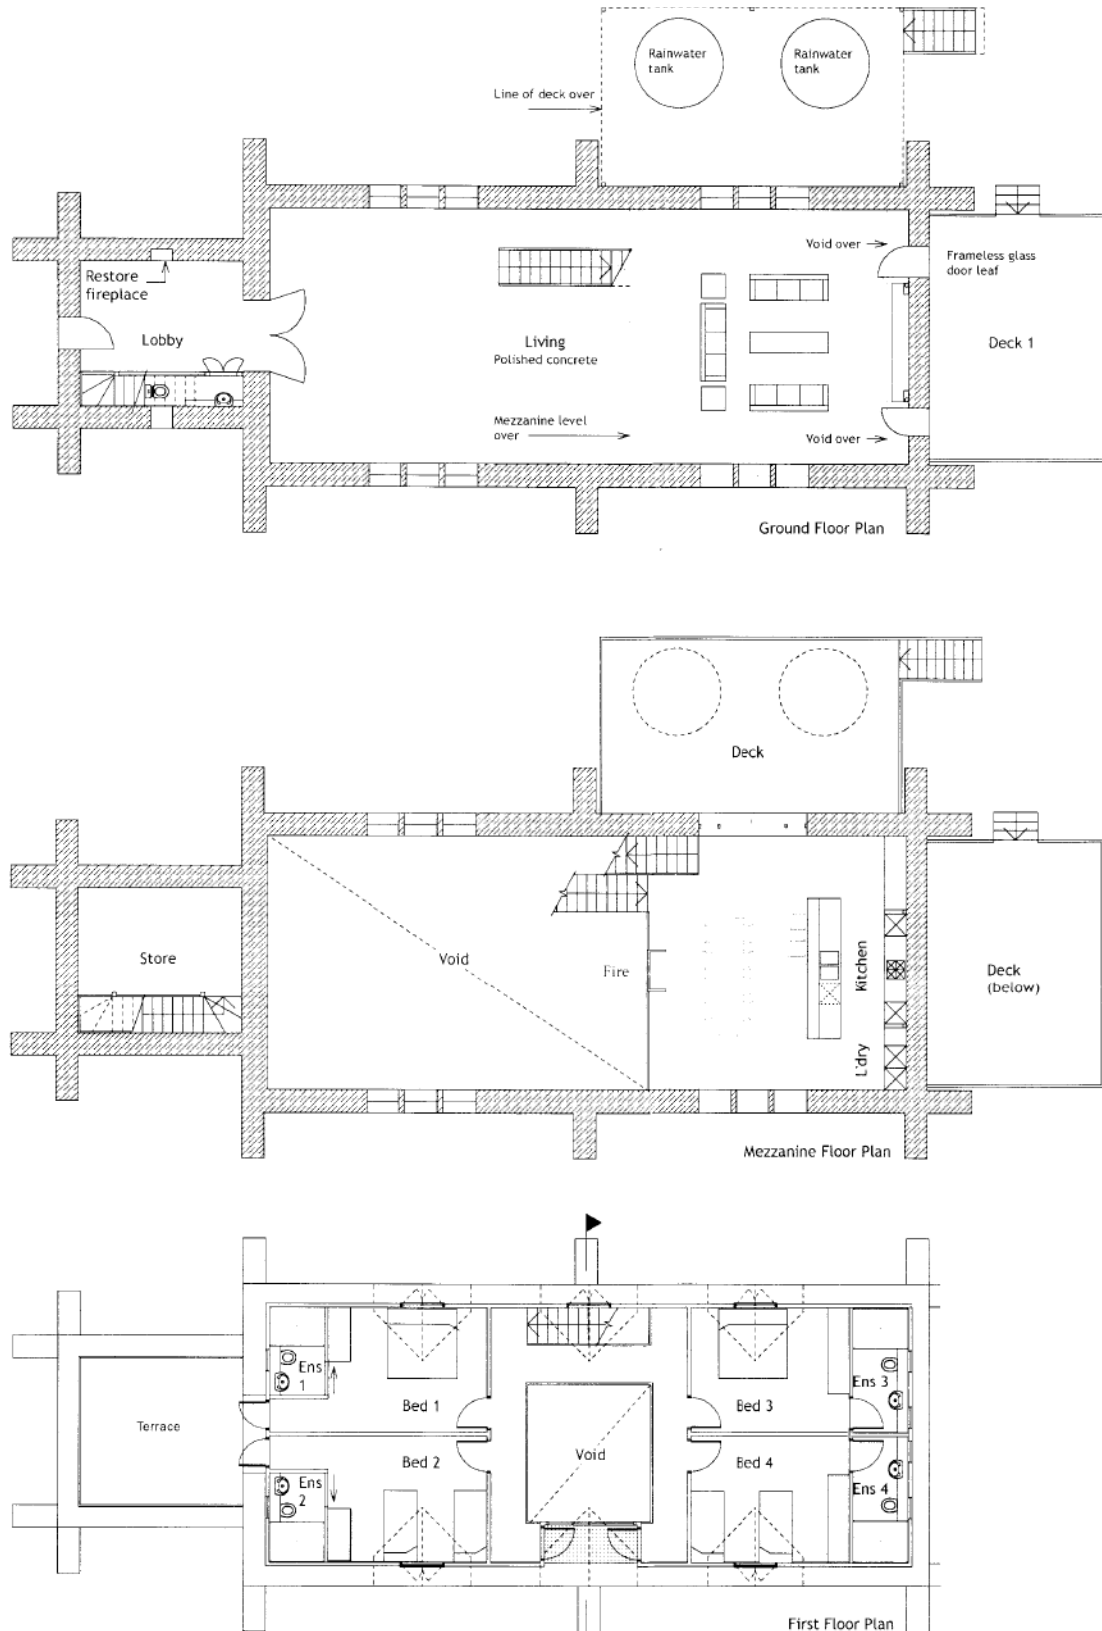 Rainwater
tank
Rainwater
tank
Line of deck over
Restore
fireplace
Lobby
Void over
Frameless glass
door leaf
Living
Polished concrete
Deck 1
Mezzanine level
over
Void over
Ground Floor Plan
Deck
Store
Void
Fire
Kitchen
L'dry
Deck
(below)
Mezzanine Floor Plan
Ens
1
Bed 1
Bed 3
Ens 3
Terrace
Void
Bed 2
Bed 4
Ens
2
Ens 4
First Floor Plan